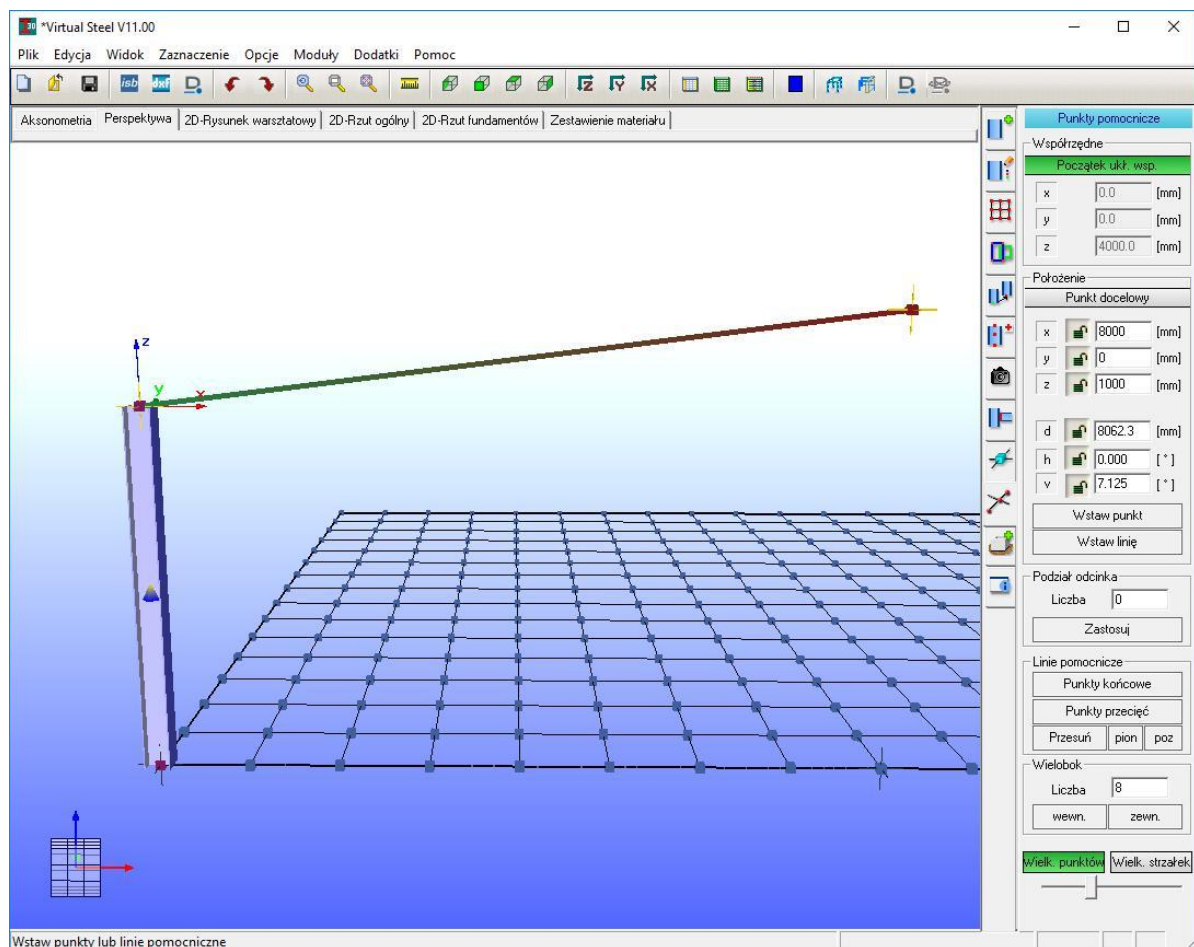 *Virtual Steel V11.00
Plik Edycja Widok Zaznaczenie Opcje Moduły Dodatki Pomoc
isb dxf D. Z Y X D.
Aksonometria Perspektywa 2D-Rysunek warsztatowy 2D-Rzut ogólny 2D-Rzut fundamentów Zestawienie materiału
Punkty pomocnicze
Współrzędne
Początek ukł. wsp.
x 0.0 [mm]
y 0.0 [mm]
z 4000.0 [mm]
Położenie
Punkt docelowy
x 8000 [mm]
y 0 [mm]
z 1000 [mm]
d 8062.3 [mm]
h 0.000 [°]
v 7.125 [°]
Wstaw punkt
Wstaw linię
Podział odcinka
Liczba 0
Zastosuj
Linie pomocnicze
Punkty końcowe
Punkty przecięć
Przesuń pion poz
Wielobok
Liczba 8
wewn. zewn.
Wielk. punktów Wielk. strzałek
z
y
x
Wstaw punkty lub linie pomocnicze